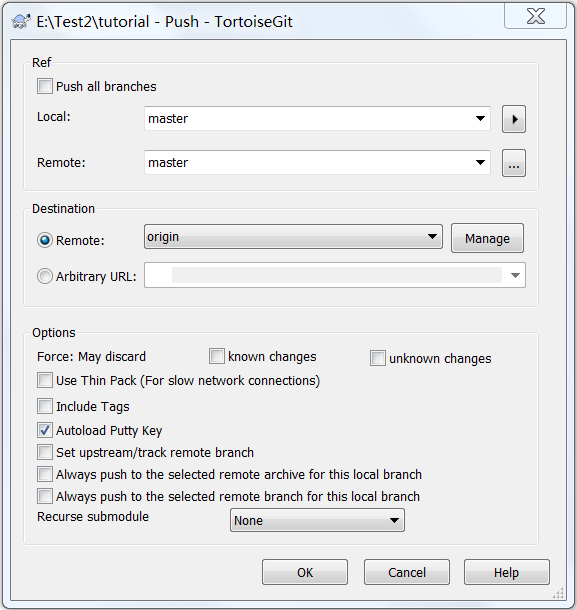 E:\Test2\tutorial - Push - TortoiseGit
Ref
Push all branches
Local: master
Remote: master
...
Destination
Remote: origin Manage
Arbitrary URL:
Options
Force: May discard known changes unknown changes
Use Thin Pack (For slow network connections)
Include Tags
Autoload Putty Key
Set upstream/track remote branch
Always push to the selected remote archive for this local branch
Always push to the selected remote branch for this local branch
Recurse submodule None
OK Cancel Help